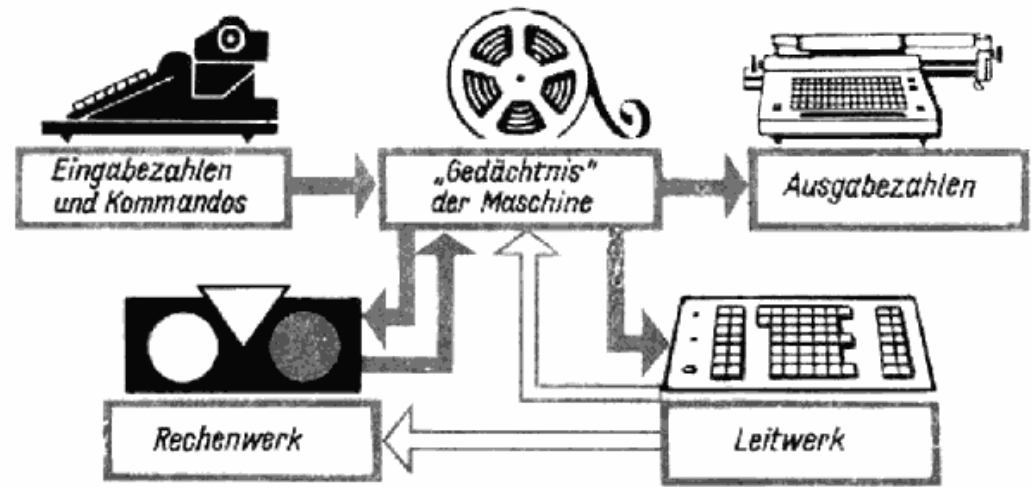 Eingabezahlen
und Kommandos
„Gedächtnis"
der Maschine
Ausgabezahlen
Rechenwerk
Leitwerk